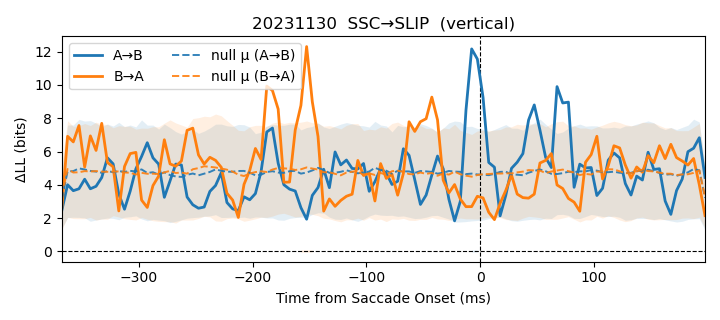 20231130  SSC→SLIP  (vertical)
A→B
B→A
null μ (A→B)
null μ (B→A)
ΔLL (bits)
12
10
8
6
4
2
0
−300
−200
−100
0
100
Time from Saccade Onset (ms)